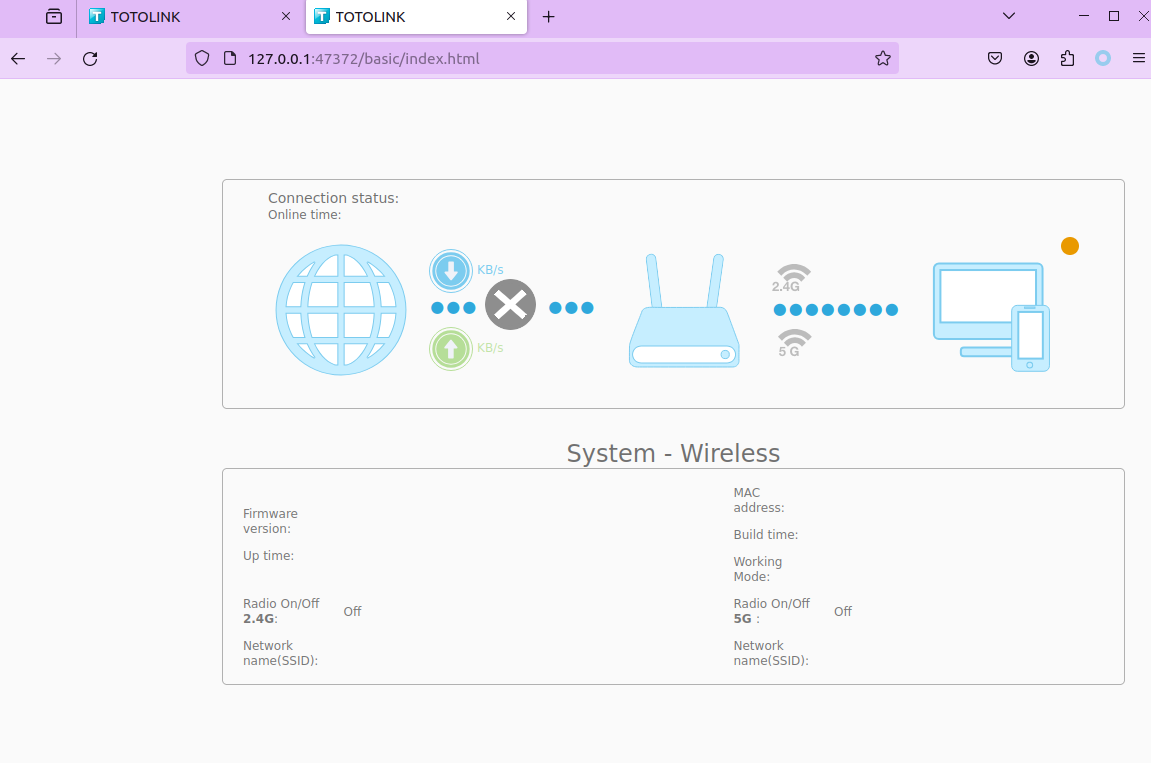 TOTOLINK
TOTOLINK
127.0.0.1:47372/basic/index.html
Connection status:
Online time:
KB/s
2.4G
KB/s
5 G
System - Wireless
Firmware
version:
MAC
address:
Up time:
Build time:
Working
Mode:
Radio On/Off
2.4G:
Off
Radio On/Off
5G :
Off
Network
name(SSID):
Network
name(SSID):